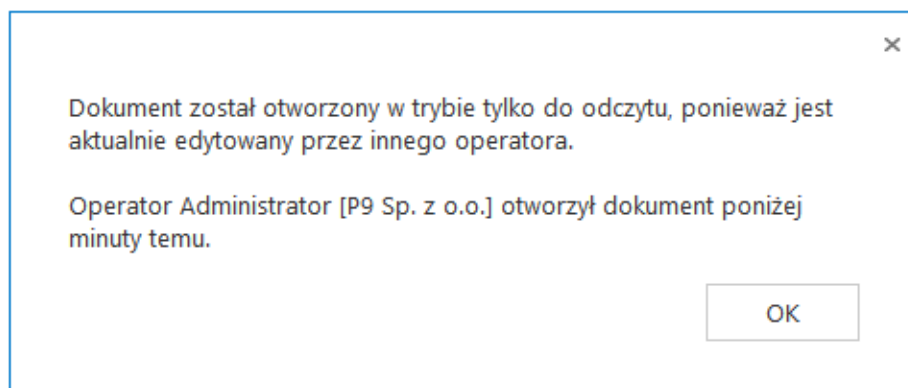 Dokument został otworzony w trybie tylko do odczytu, ponieważ jest
aktualnie edytowany przez innego operatora.
Operator Administrator [P9 Sp. z o.o.] otworzył dokument poniżej
minuty temu.
OK